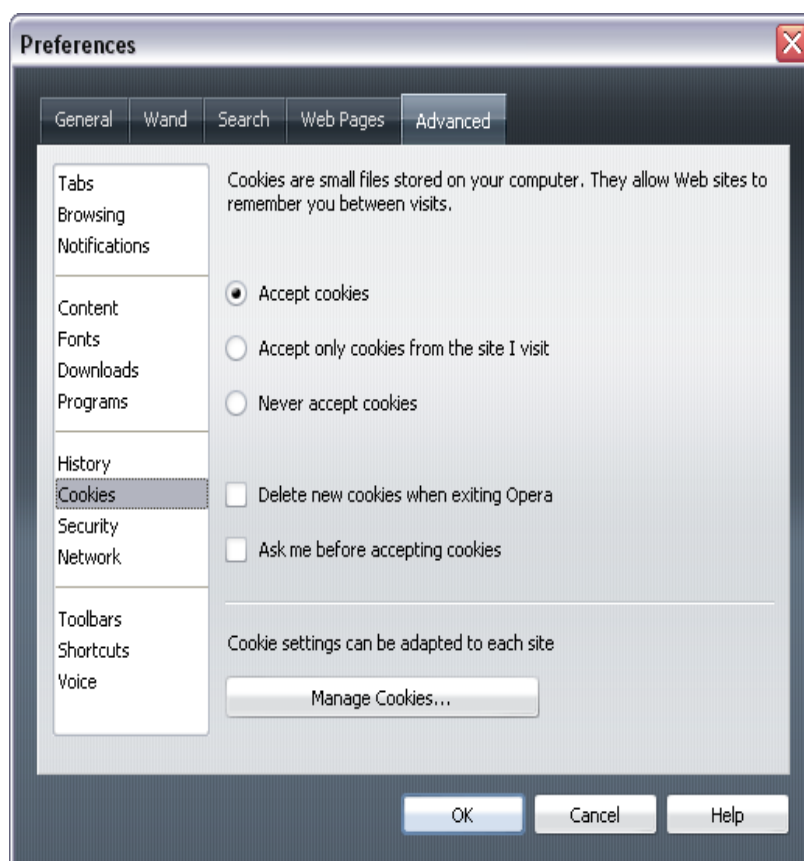 Preferences
General
Wand
Search
Web Pages
Advanced
Tabs
Browsing
Notifications
Content
Fonts
Downloads
Programs
History
Cookies
Security
Network
Toolbars
Shortcuts
Voice
Cookies are small files stored on your computer. They allow Web sites to
remember you between visits.
Accept cookies
Accept only cookies from the site I visit
Never accept cookies
Delete new cookies when exiting Opera
Ask me before accepting cookies
Cookie settings can be adapted to each site
Manage Cookies...
OK
Cancel
Help